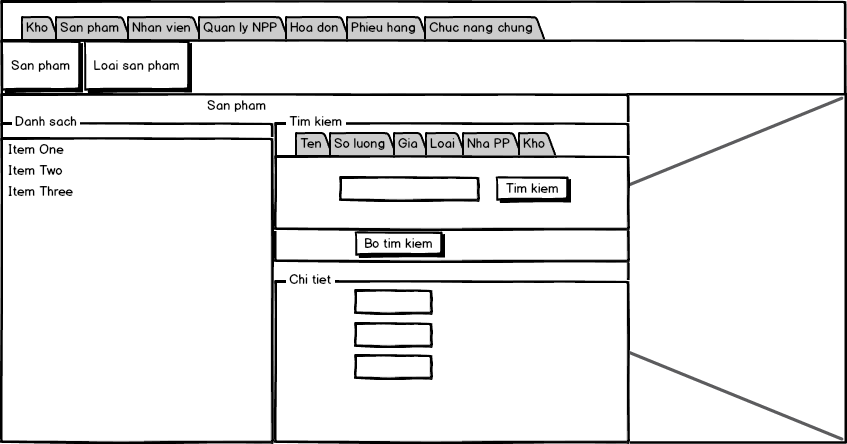 Kho San pham Nhan vien Quan ly NPP Hoa don Phieu hang Chuc nang chung
San pham Loai san pham
San pham
Danh sach
Item One
Item Two
Item Three
Tim kiem
Ten So luong Gia Loai Nha PP Kho
Tim kiem
Bo tim kiem
Chi tiet